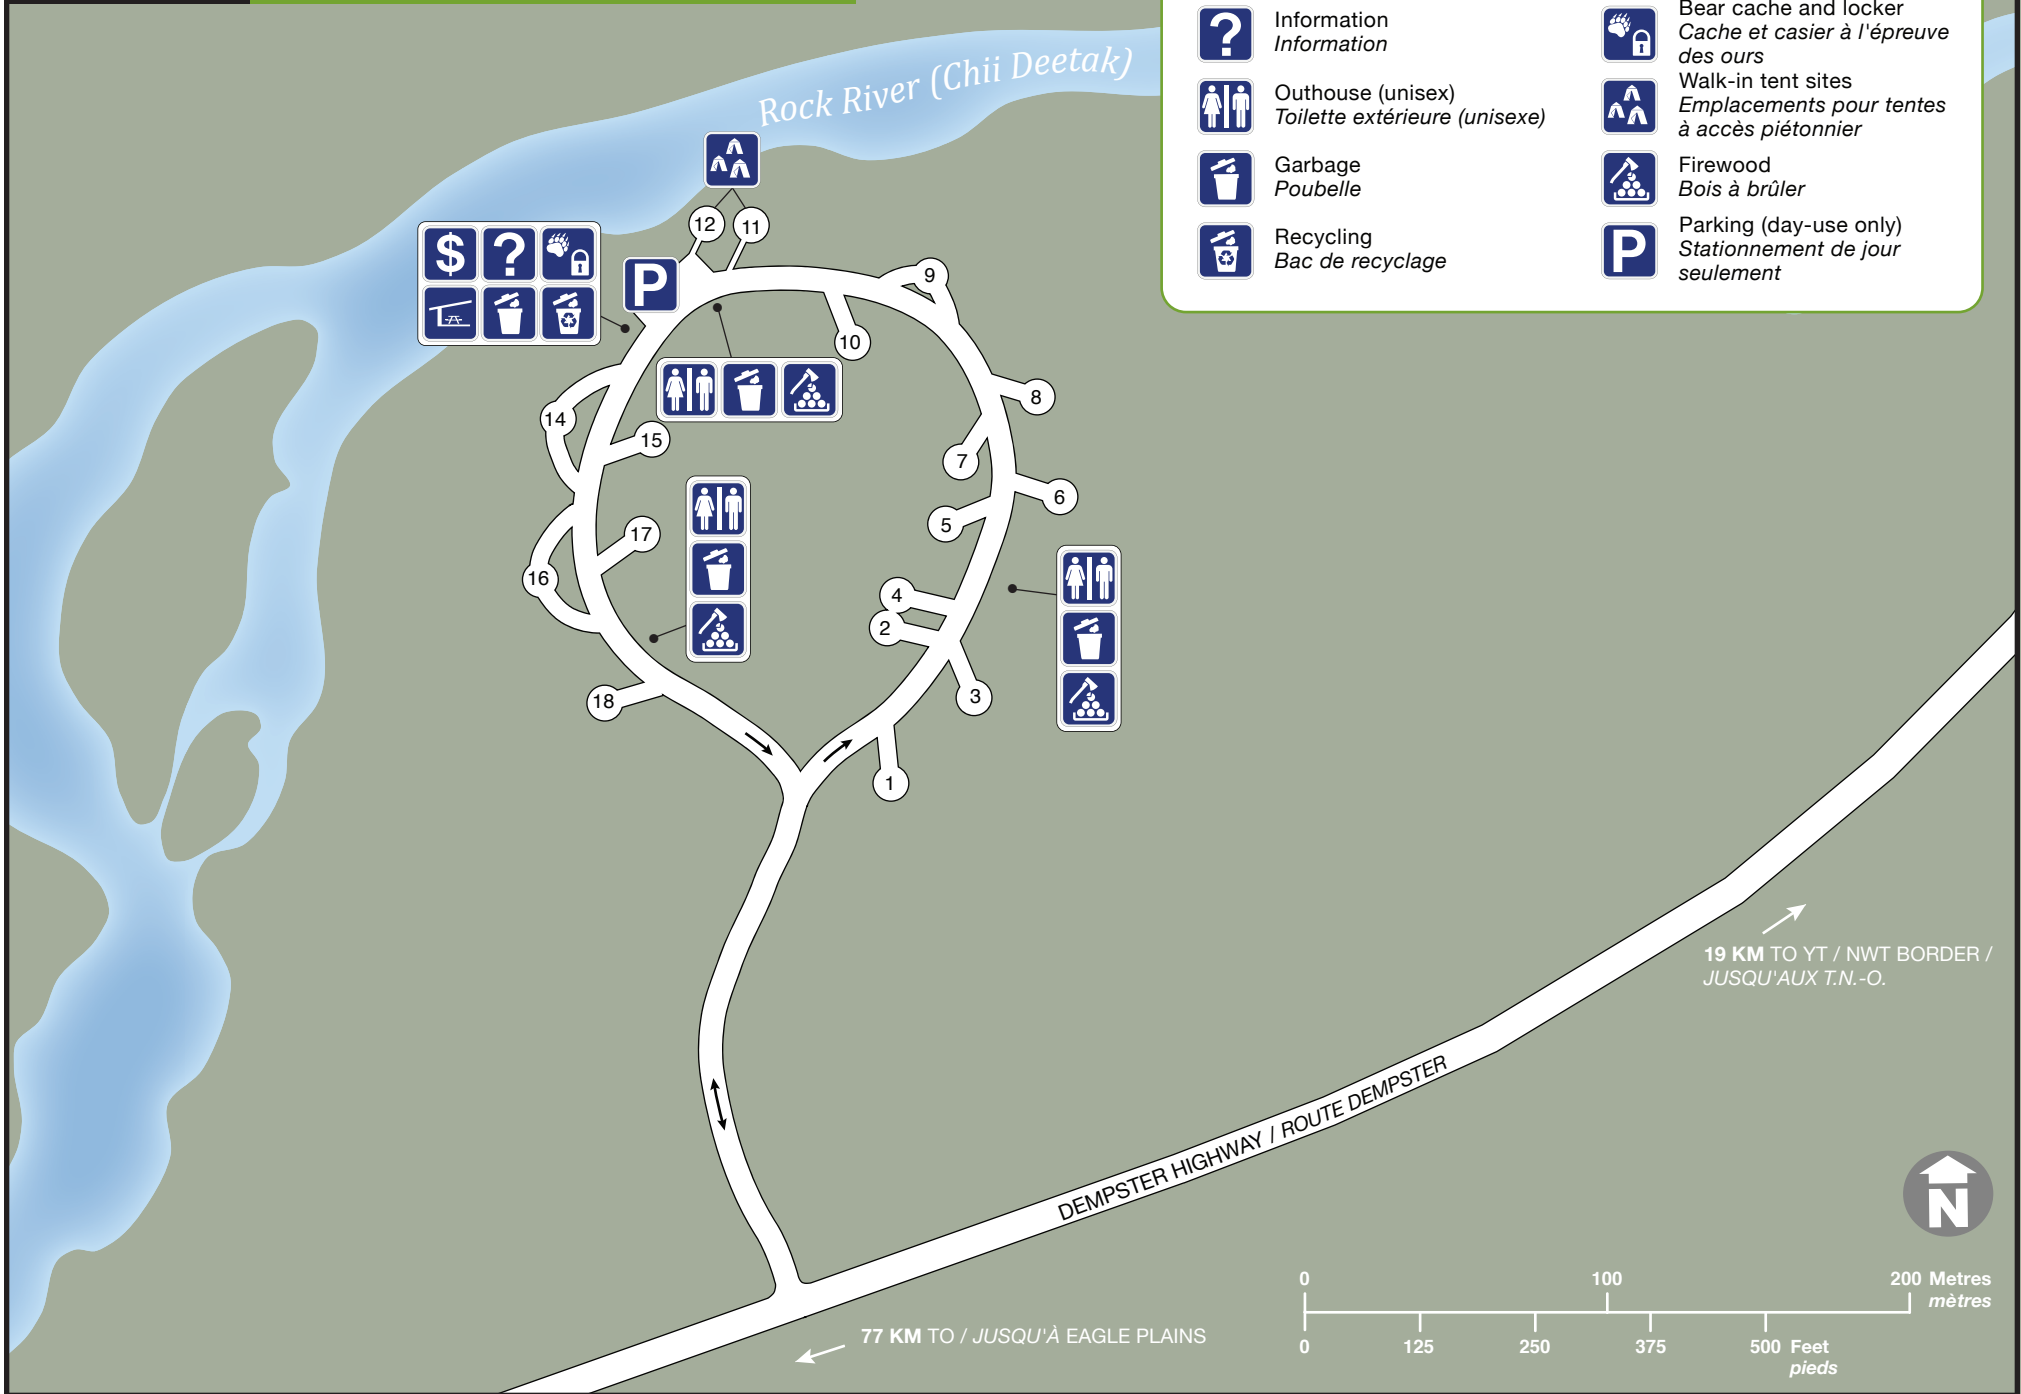 Information
Information
Outhouse (unisex)
Toilette extérieure (unisexe)
Garbage
Poubelle
Recycling
Bac de recyclage
Bear cache and locker
Cache et casier à l'épreuve
des ours
Walk-in tent sites
Emplacements pour tentes
à accès piétonnier
Firewood
Bois à brûler
P
Parking (day-use only)
Stationnement de jour
seulement
?
Rock River (Chii Deetak)
$
?
P
12
11
9
10
8
14
15
7
6
5
17
16
4
2
3
18
1
19 KM TO YT / NWT BORDER /
JUSQU'AUX T.N.-O.
DEMPSTER HIGHWAY / ROUTE DEMPSTER
77 KM TO / JUSQU'À EAGLE PLAINS
N
0 100 200 Metres
mètres
0 125 250 375 500 Feet
pieds